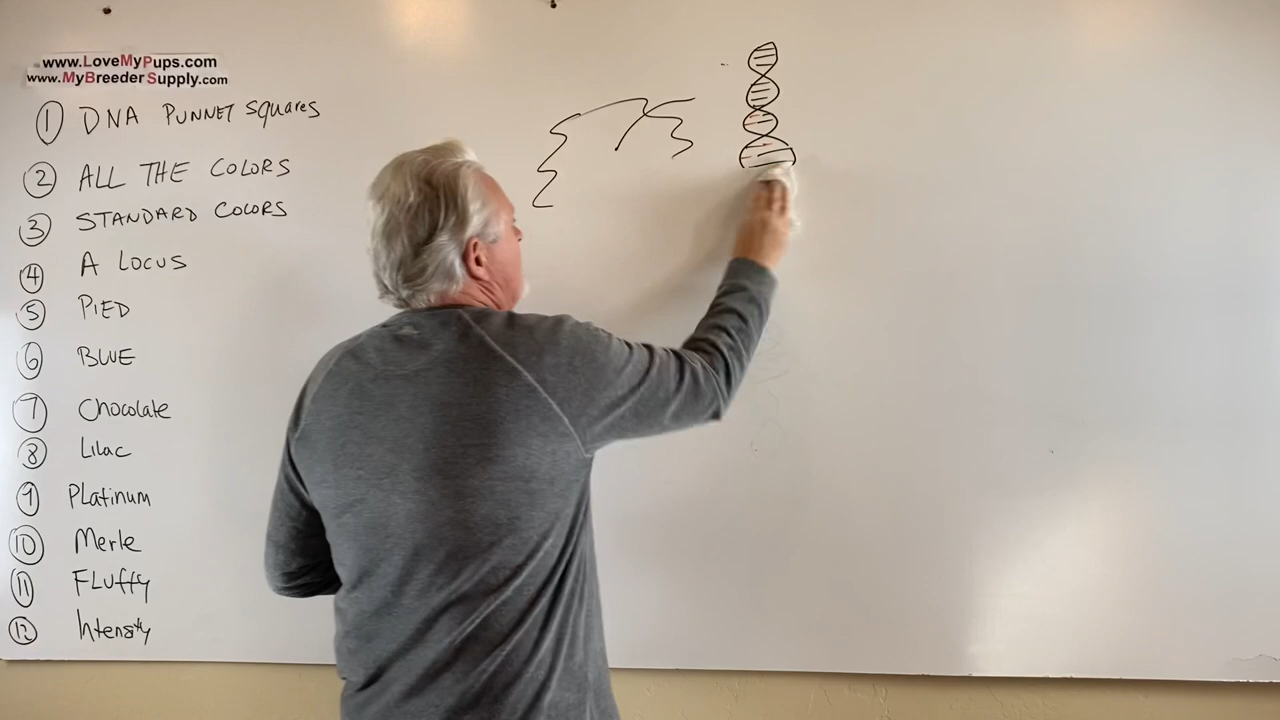 www.LoveMyPups.com
www.MyBreederSupply.com
① DNA PUNNET Squares
② ALL THE COLORS
③ STANDARD COLORS
④ A LOCUS
⑤ PIED
⑥ BLUE
⑦ Chocolate
⑧ Lilac
⑨ Platinum
⑩ Merle
⑪ FLuffy
⑫ Intensity